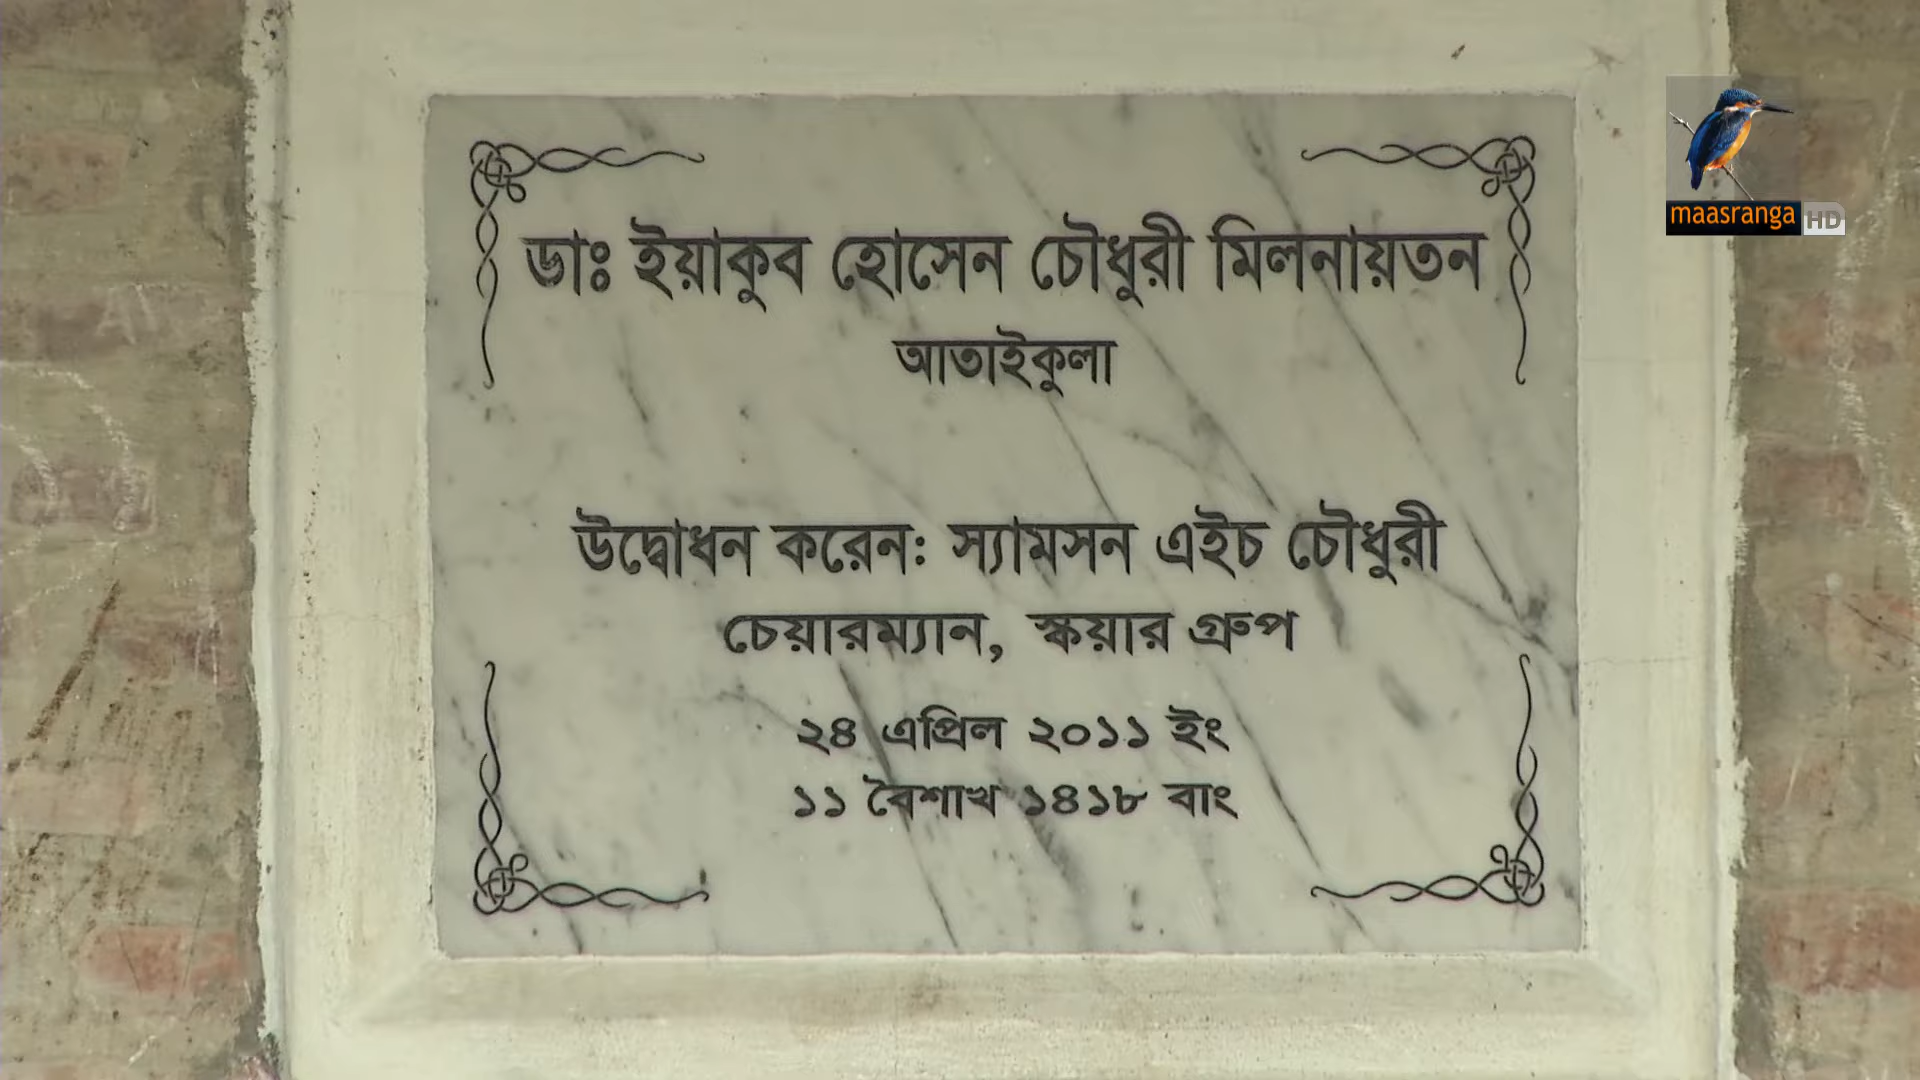 ডাঃ ইয়াকুব হোসেন চৌধুরী মিলনায়তন
আতাইকুলা
উদ্বোধন করেন: স্যামসন এইচ চৌধুরী
চেয়ারম্যান, স্কয়ার গ্রুপ
২৪ এপ্রিল ২০১১ ইং
১১ বৈশাখ ১৪১৮ বাং
maasranga HD